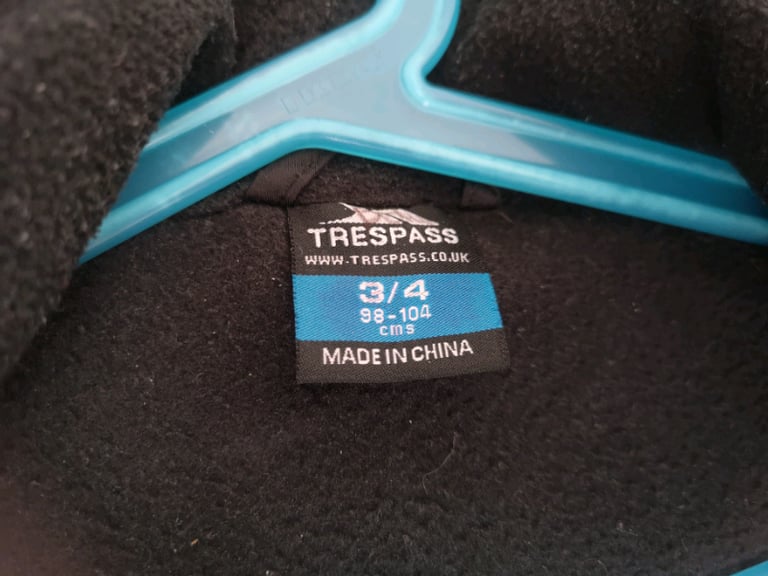 TRESPASS
WWW.TRESPASS.CO.UK
3/4
98-104
cms
MADE IN CHINA